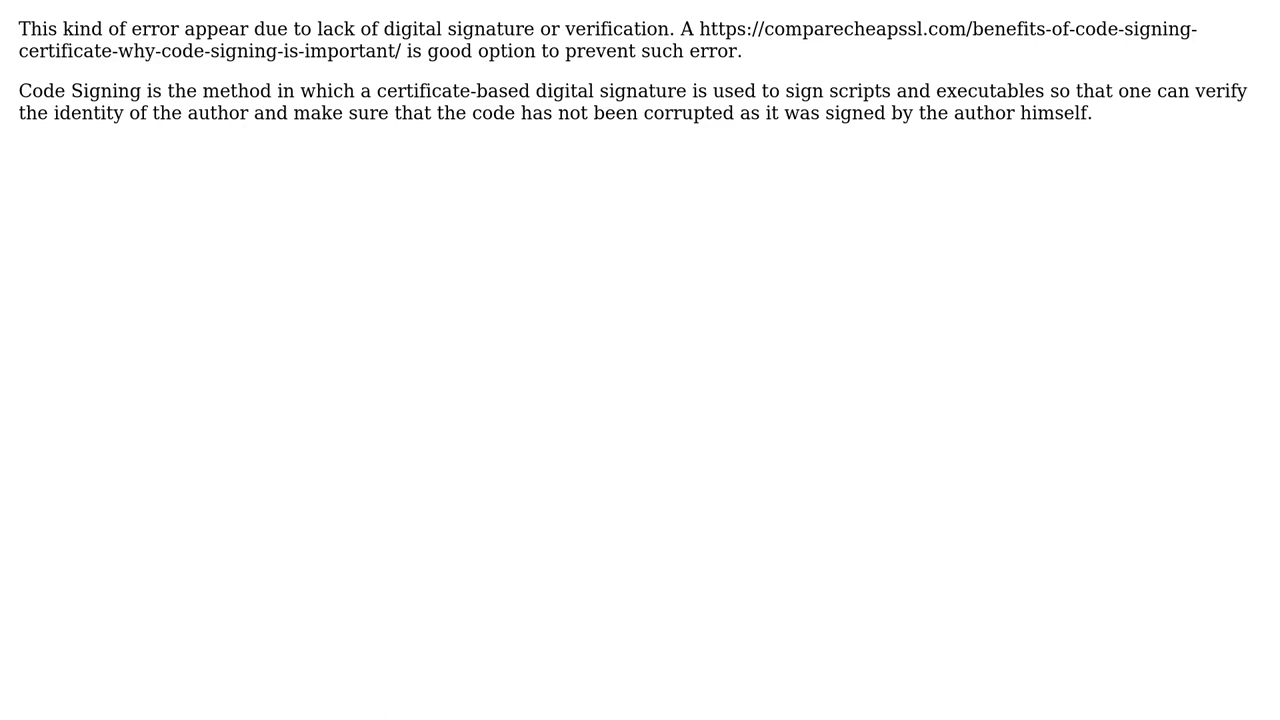 This kind of error appear due to lack of digital signature or verification. A https://comparecheapssl.com/benefits-of-code-signing-
certificate-why-code-signing-is-important/ is good option to prevent such error.
Code Signing is the method in which a certificate-based digital signature is used to sign scripts and executables so that one can verify
the identity of the author and make sure that the code has not been corrupted as it was signed by the author himself.